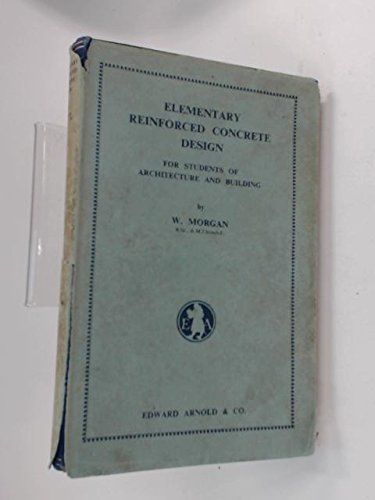 ELEMENTARY
REINFORCED CONCRETE
DESIGN
FOR STUDENTS OF
ARCHITECTURE AND BUILDING
by
W. MORGAN
E A
EDWARD ARNOLD & CO.